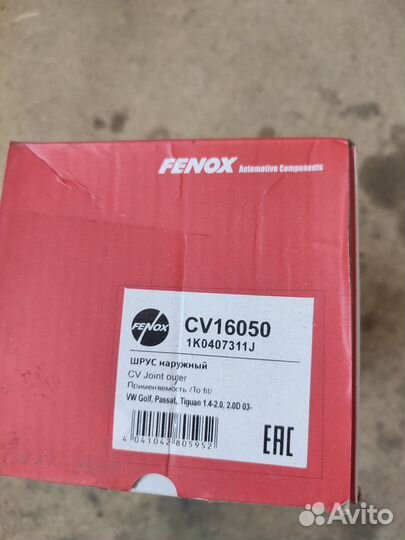 FENOX Automotive Components
FENOX
CV16050
1K0407311J
ШРУС наружный
CV Joint outer
Применяемость /To fit/
VW Golf, Passat, Tiguan 1.4-2.0, 2.0D 03-
4 041042 805952
EAC
Avito